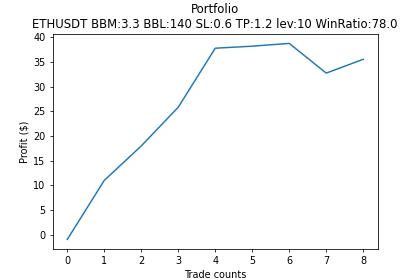 Portfolio
ETHUSDT BBM:3.3 BBL:140 SL:0.6 TP:1.2 lev:10 WinRatio:78.0
40
35
30
25
20
15
10
5
0
Profit ($)
0 1 2 3 4 5 6 7 8
Trade counts